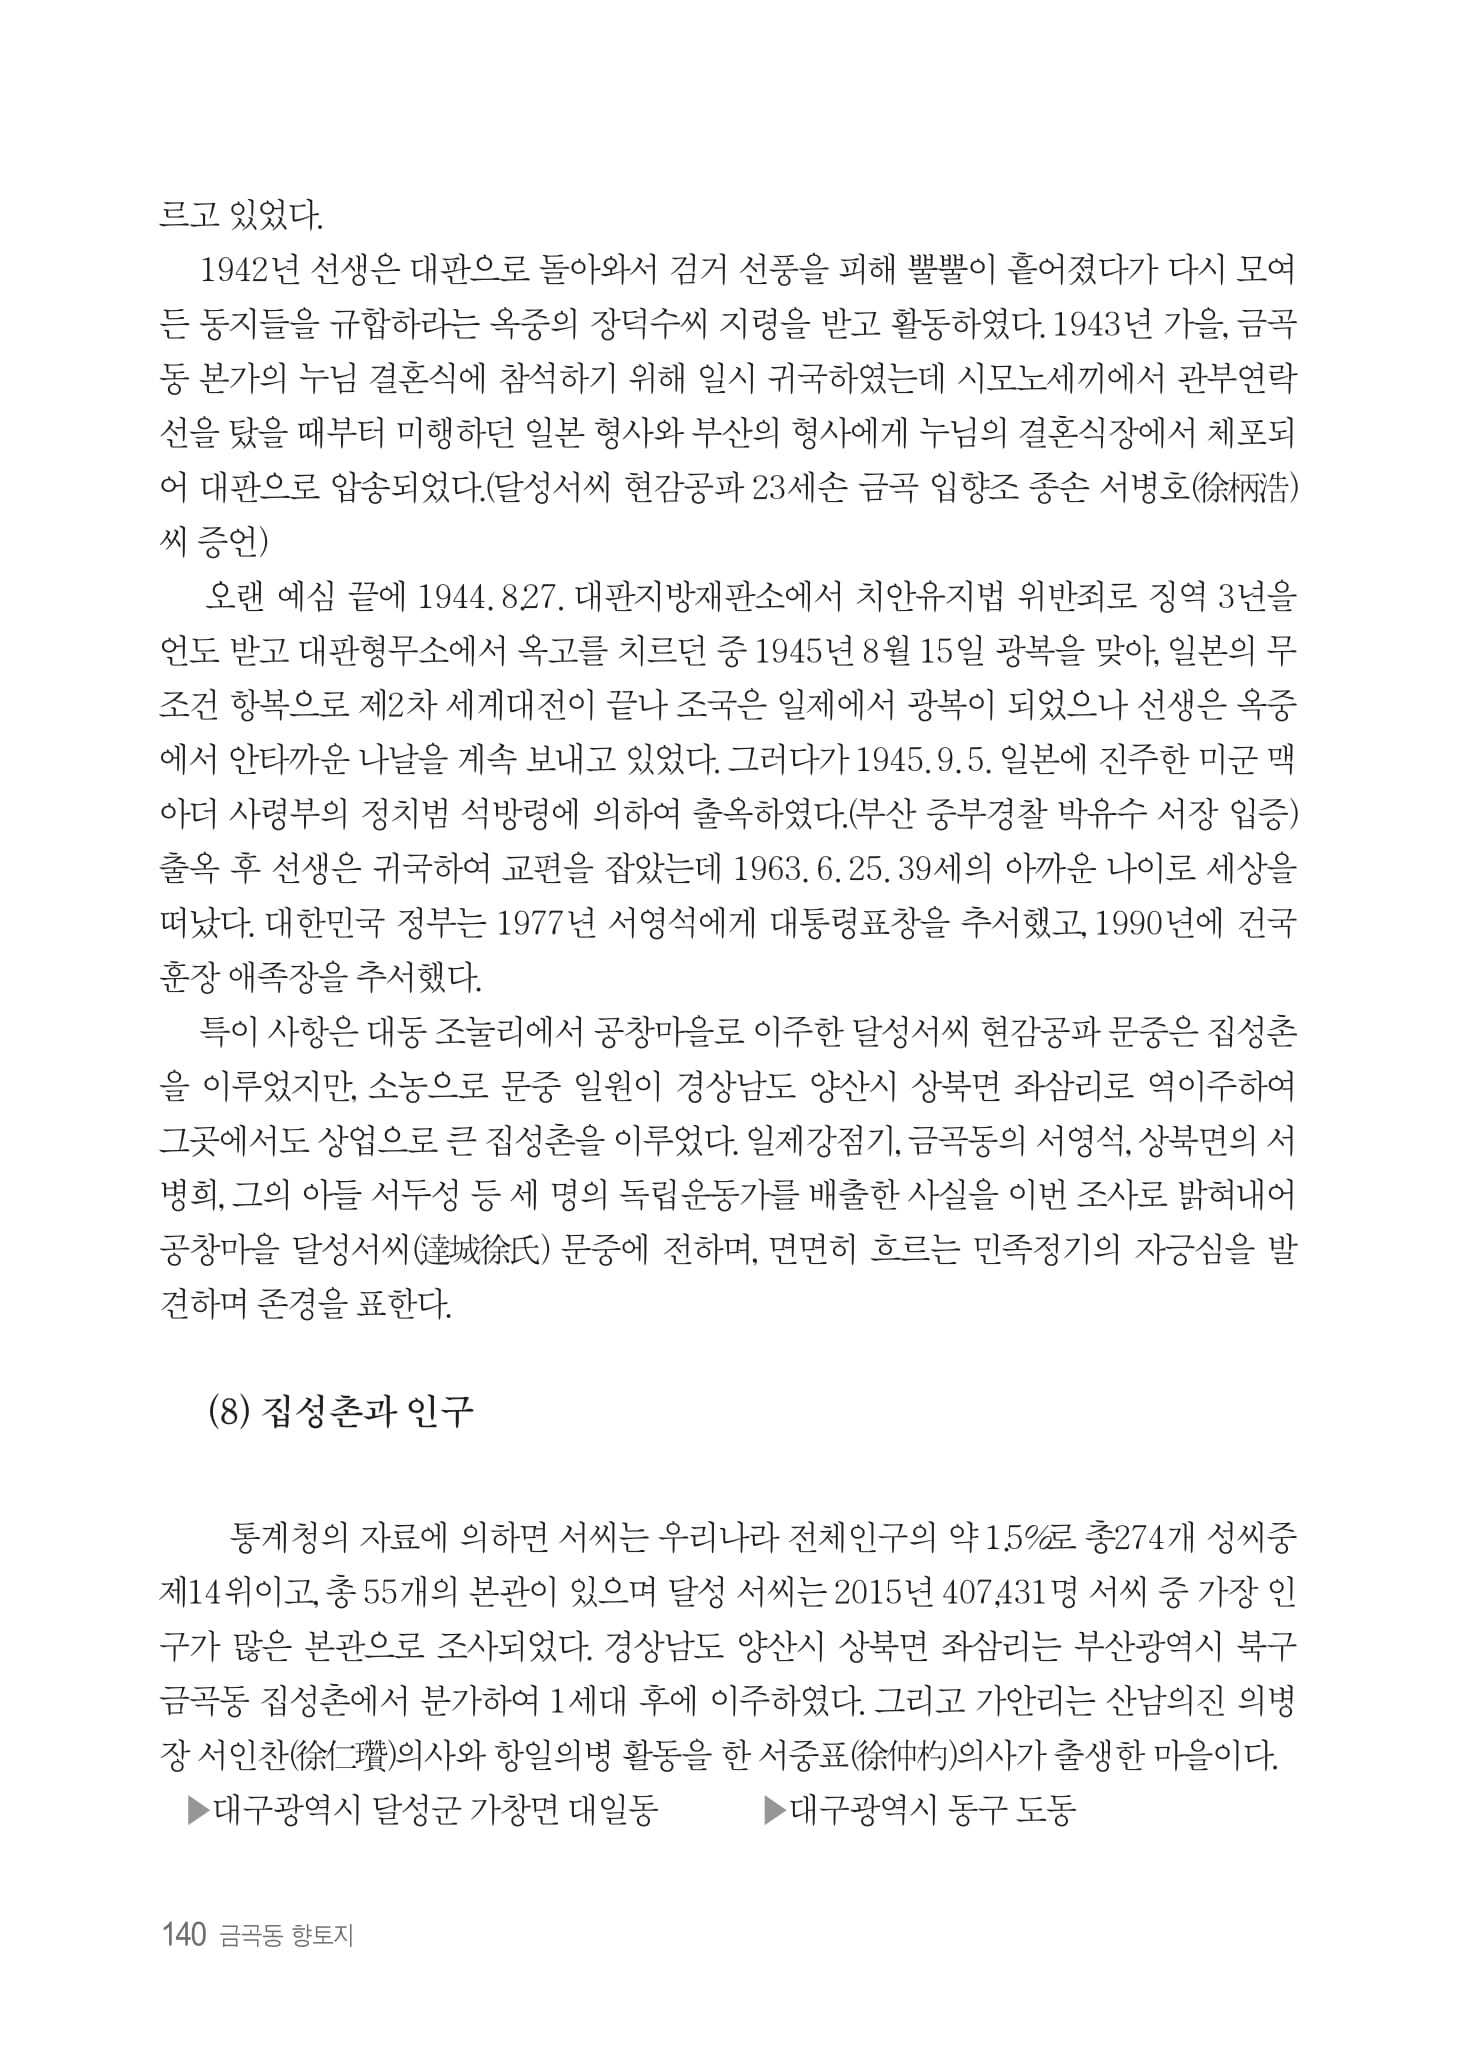 르고 있었다.
1942년 선생은 대판으로 돌아와서 검거 선풍을 피해 뿔뿔이 흩어졌다가 다시 모여
든 동지들을 규합하라는 옥중의 장덕수씨 지령을 받고 활동하였다. 1943년 가을, 금곡
동 본가의 누님 결혼식에 참석하기 위해 일시 귀국하였는데 시모노세끼에서 관부연락
선을 탔을 때부터 미행하던 일본 형사와 부산의 형사에게 누님의 결혼식장에서 체포되
어 대판으로 압송되었다.(달성서씨 현감공파 23세손 금곡 입향조 종손 서병호(徐柄浩)
씨 증언)
오랜 예심 끝에 1944. 8.27. 대판지방재판소에서 치안유지법 위반죄로 징역 3년을
언도 받고 대판형무소에서 옥고를 치르던 중 1945년 8월 15일 광복을 맞아, 일본의 무
조건 항복으로 제2차 세계대전이 끝나 조국은 일제에서 광복이 되었으나 선생은 옥중
에서 안타까운 나날을 계속 보내고 있었다. 그러다가 1945. 9. 5. 일본에 진주한 미군 맥
아더 사령부의 정치범 석방령에 의하여 출옥하였다.(부산 중부경찰 박유수 서장 입증)
출옥 후 선생은 귀국하여 교편을 잡았는데 1963. 6. 25. 39세의 아까운 나이로 세상을
떠났다. 대한민국 정부는 1977년 서영석에게 대통령표창을 추서했고, 1990년에 건국
훈장 애족장을 추서했다.
특이 사항은 대동 조눌리에서 공창마을로 이주한 달성서씨 현감공파 문중은 집성촌
을 이루었지만, 소농으로 문중 일원이 경상남도 양산시 상북면 좌삼리로 역이주하여
그곳에서도 상업으로 큰 집성촌을 이루었다. 일제강점기, 금곡동의 서영석, 상북면의 서
병희, 그의 아들 서두성 등 세 명의 독립운동가를 배출한 사실을 이번 조사로 밝혀내어
공창마을 달성서씨(達城徐氏) 문중에 전하며, 면면히 흐르는 민족정기의 자긍심을 발
견하며 존경을 표한다.
(8) 집성촌과 인구
통계청의 자료에 의하면 서씨는 우리나라 전체인구의 약 1.5%로 총274개 성씨중
제14위이고, 총 55개의 본관이 있으며 달성 서씨는 2015년 407,431명 서씨 중 가장 인
구가 많은 본관으로 조사되었다. 경상남도 양산시 상북면 좌삼리는 부산광역시 북구
금곡동 집성촌에서 분가하여 1세대 후에 이주하였다. 그리고 가안리는 산남의진 의병
장 서인찬(徐仁瓚)의사와 항일의병 활동을 한 서중표(徐仲杓)의사가 출생한 마을이다.
▶대구광역시 달성군 가창면 대일동 ▶대구광역시 동구 도동
140 금곡동 향토지